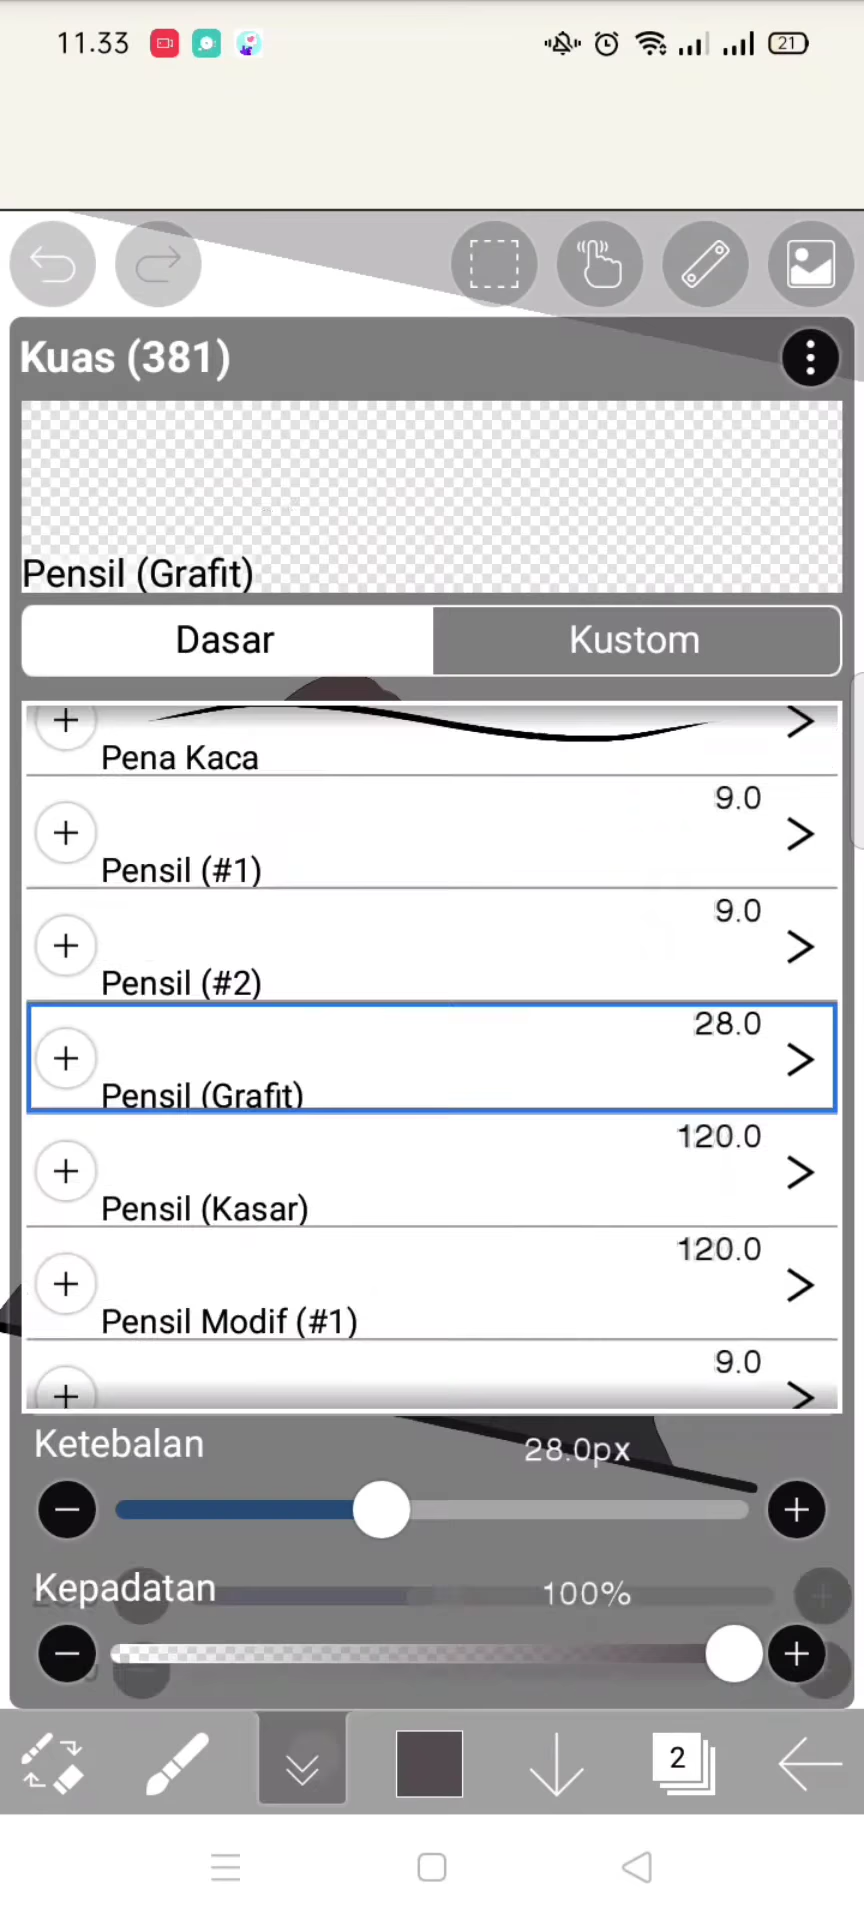 11.33
21
Kuas (381)
Pensil (Grafit)
Dasar
Kustom
Pena Kaca
9.0
Pensil (#1)
9.0
Pensil (#2)
28.0
Pensil (Grafit)
120.0
Pensil (Kasar)
120.0
Pensil Modif (#1)
9.0
Ketebalan
28.0px
Kepadatan
100%
2